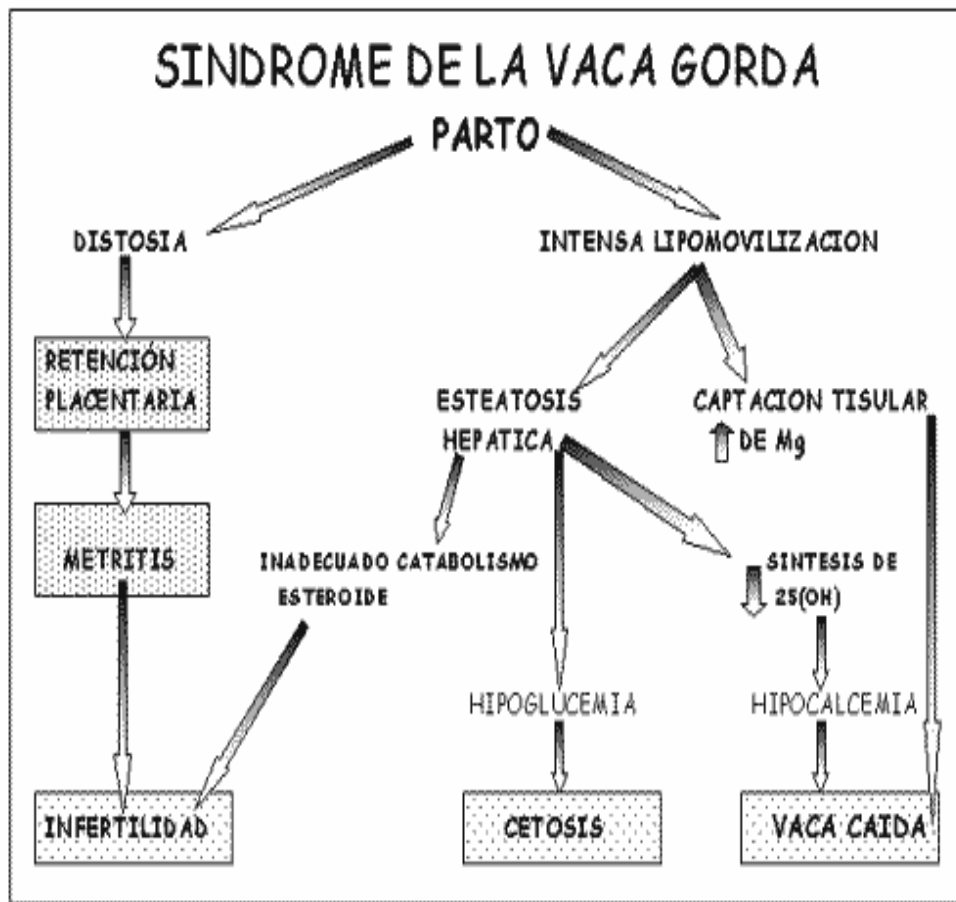 SINDROME DE LA VACA GORDA
PARTO
DISTOSIA
INTENSA LIPOMOVILIZACION
RETENCIÓN
PLACENTARIA
ESTEATOSIS
HEPATICA
CAPTACION TISULAR
DE Mg
METRITIS
INADECUADO CATABOLISMO
ESTEROIDE
SINTESIS DE
25(OH)
HIPOGLUCEMIA
HIPOCALCEMIA
INFERTILIDAD
CETOSIS
VACA CAIDA